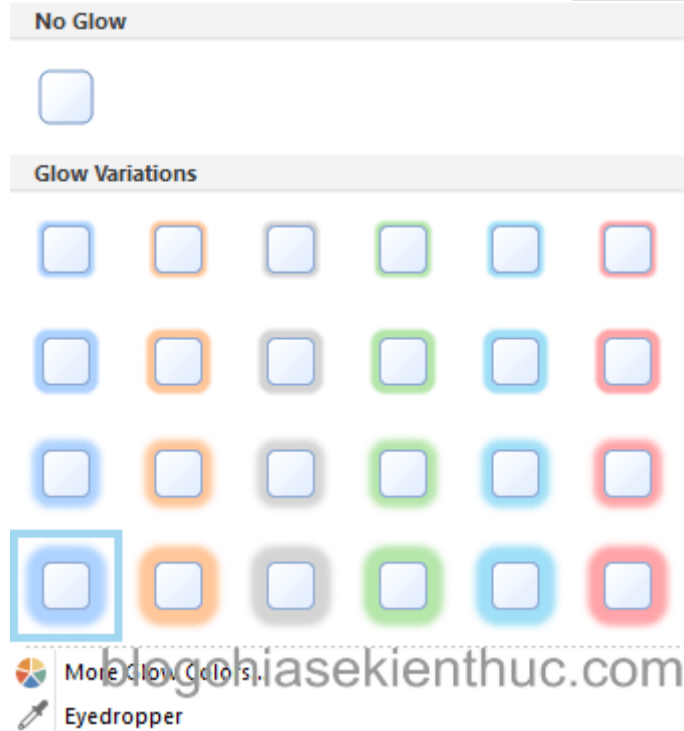 No Glow
Glow Variations
More Glow Colors...
blogchiasekienthuc.com
Eyedropper